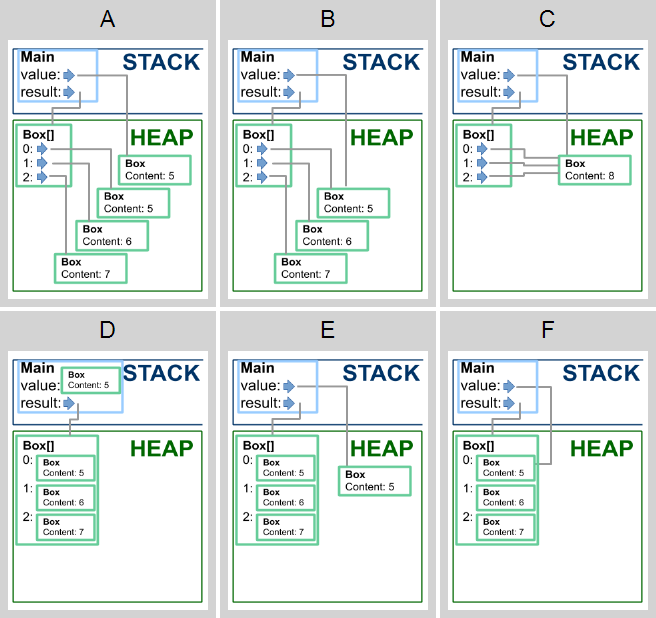 A
B
C
Main
STACK
value:
result:
Box[]
HEAP
0:
1:
2:
Box
Content: 5
Box
Content: 5
Box
Content: 6
Box
Content: 7
Main
STACK
value:
result:
Box[]
HEAP
0:
1:
2:
Box
Content: 5
Box
Content: 6
Box
Content: 7
Main
STACK
value:
result:
Box[]
HEAP
0:
1:
2:
Box
Content: 8
D
E
F
Main
STACK
value:
Box
Content: 5
result:
Box[]
HEAP
0:
Box
Content: 5
1:
Box
Content: 6
2:
Box
Content: 7
Main
STACK
value:
result:
Box[]
HEAP
0:
Box
Content: 5
1:
Box
Content: 6
2:
Box
Content: 7
Box
Content: 5
Main
STACK
value:
result:
Box[]
HEAP
0:
Box
Content: 5
1:
Box
Content: 6
2:
Box
Content: 7